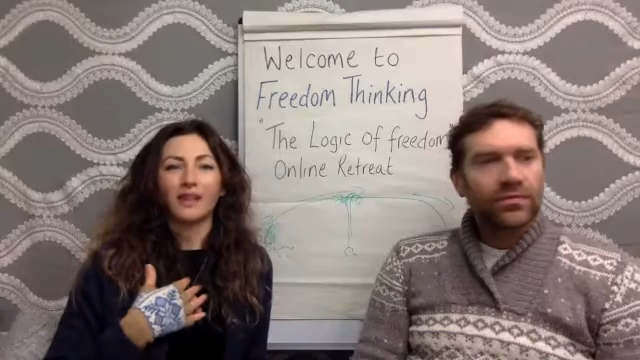 Welcome to
Freedom Thinking
"The Logic of freedom"
Online Retreat